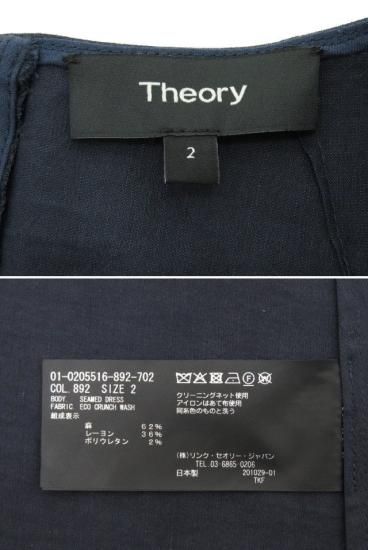 Theory
2
01-0205516-892-702
COL. 892 SIZE 2
BODY SEAMED DRESS
FABRIC ECO CRUNCH WASH
組成表示
麻 62%
レーヨン 36%
ポリウレタン 2%
クリーニングネット使用
アイロンはあて布使用
同系色のものと洗う
(株)リンク・セオリー・ジャパン
TEL.03-6865-0206
日本製 201029-01
TKF